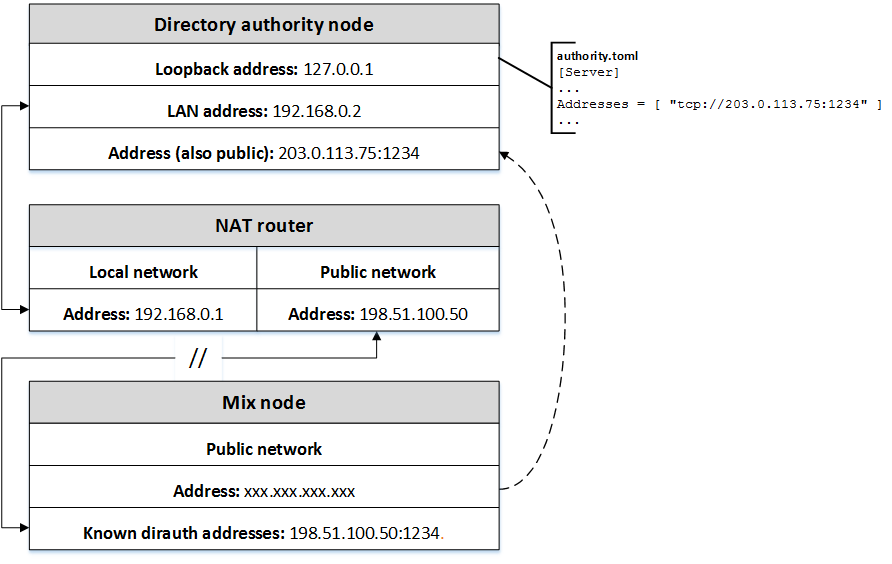 Directory authority node
Loopback address: 127.0.0.1
LAN address: 192.168.0.2
Address (also public): 203.0.113.75:1234
authority.toml
[Server]
...
Addresses = [ "tcp://203.0.113.75:1234" ]
...
NAT router
Local network
Public network
Address: 192.168.0.1
Address: 198.51.100.50
//
Mix node
Public network
Address: xxx.xxx.xxx.xxx
Known dirauth addresses: 198.51.100.50:1234.